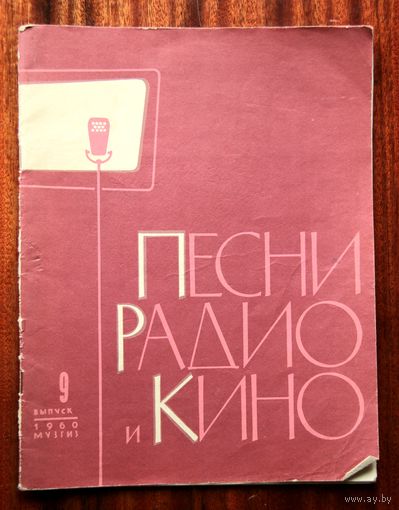 ПЕСНИ
РАДИО
и КИНО
9
ВЫПУСК
1960
МУЗГИЗ
www.ay.by